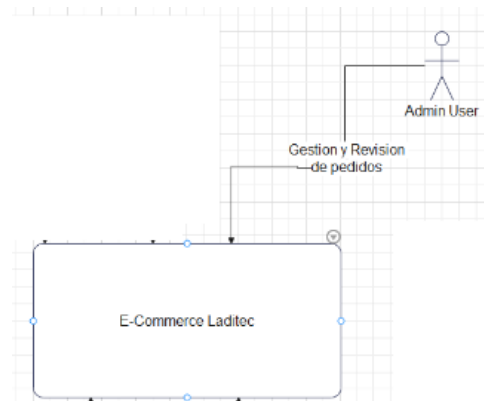 Admin User
Gestion y Revision
de pedidos
E-Commerce Laditec